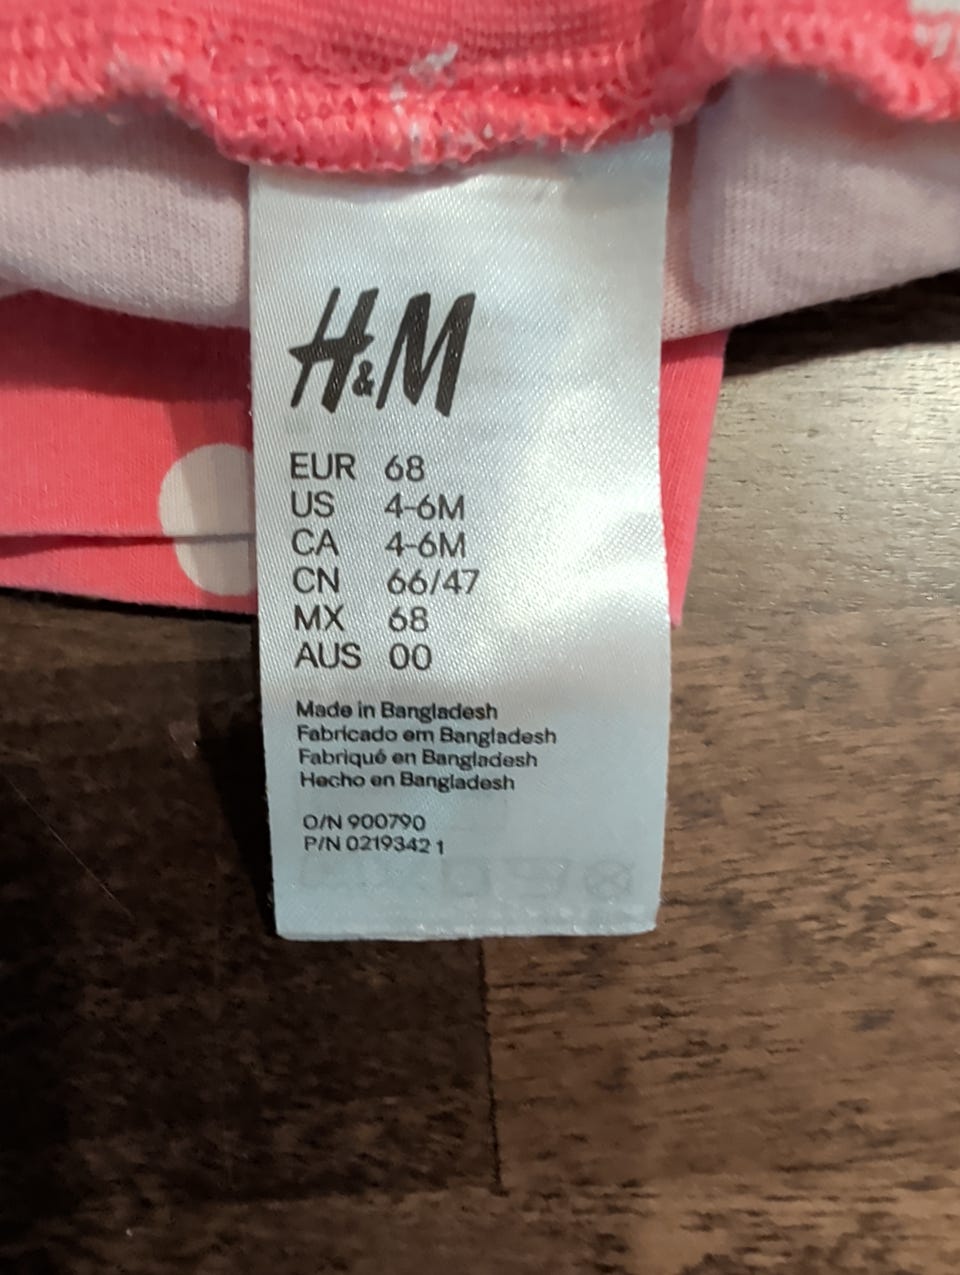 H&M
EUR 68
US 4-6M
CA 4-6M
CN 66/47
MX 68
AUS 00
Made in Bangladesh
Fabricado em Bangladesh
Fabriqué en Bangladesh
Hecho en Bangladesh
O/N 900790
P/N 0219342 1